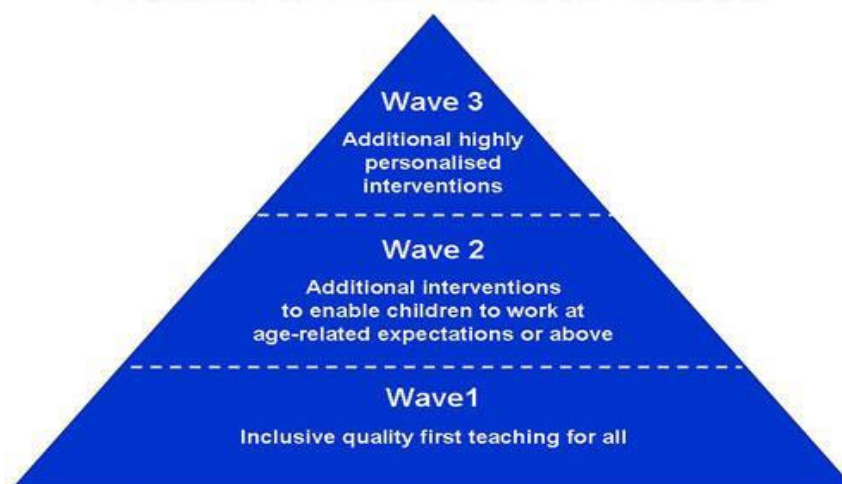 Wave 3
Additional highly
personalised
interventions
Wave 2
Additional interventions
to enable children to work at
age-related expectations or above
Wave1
Inclusive quality first teaching for all